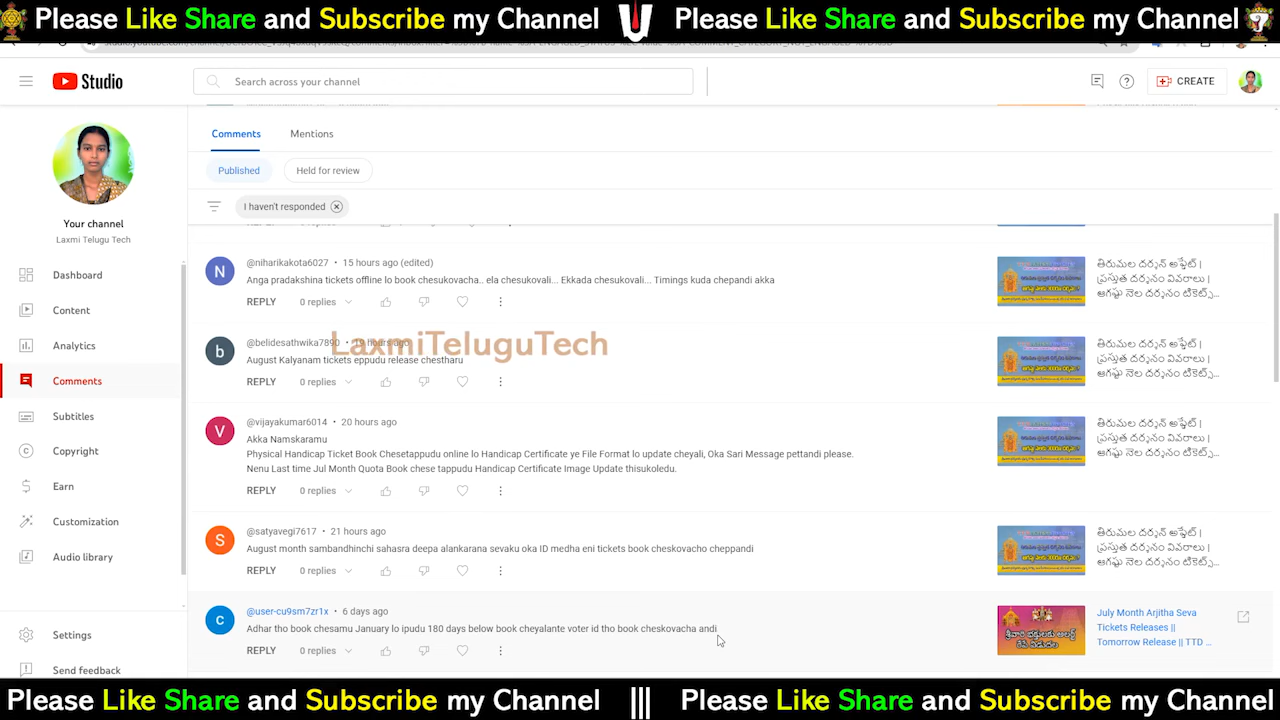 Please Like Share and Subscribe my Channel Please Like Share and Subscribe my Channel
Studio
Search across your channel
CREATE
Your channel
Laxmi Telugu Tech
Dashboard
Content
Analytics
Comments
Subtitles
Copyright
Earn
Customization
Audio library
Settings
Send feedback
Comments Mentions
Published Held for review
I haven't responded
N @niharikakota6027 • 15 hours ago (edited)
Anga pradakshina tickets offline lo book chesukovacha.. ela chesukovali... Ekkada chesukovali... Timings kuda chepandi akka
REPLY 0 replies
తిరుమల దర్శన్ అప్డేట్ |
ప్రస్తుత దర్శనం వివరాలు |
ఆగష్టు నెల దర్శనం టికెట్స్...
LaxmiTeluguTech
b @belidesathwika7890 • 19 hours ago
August Kalyanam tickets eppudu release chestharu
REPLY 0 replies
తిరుమల దర్శన్ అప్డేట్ |
ప్రస్తుత దర్శనం వివరాలు |
ఆగష్టు నెల దర్శనం టికెట్స్...
V @vijayakumar6014 • 20 hours ago
Akka Namskaramu
Physical Handicap Ticket Book Chesetappudu online lo Handicap Certificate ye File Format lo update cheyali, Oka Sari Message pettandi please.
Nenu Last time Jul Month Quota Book chese tappudu Handicap Certificate Image Update thisukoledu.
REPLY 0 replies
తిరుమల దర్శన్ అప్డేట్ |
ప్రస్తుత దర్శనం వివరాలు |
ఆగష్టు నెల దర్శనం టికెట్స్...
S @satyavegi7617 • 21 hours ago
August month sambandhinchi sahasra deepa alankarana sevaku oka ID medha eni tickets book cheskovacho cheppandi
REPLY 0 replies
తిరుమల దర్శన్ అప్డేట్ |
ప్రస్తుత దర్శనం వివరాలు |
ఆగష్టు నెల దర్శనం టికెట్స్...
c @user-cu9sm7zr1x • 6 days ago
Adhar tho book chesamu January lo ipudu 180 days below book cheyalante voter id tho book cheskovacha andi
REPLY 0 replies
శ్రీవారి భక్తులకు అలర్ట్
రేపే విడుదల
July Month Arjitha Seva
Tickets Releases ||
Tomorrow Release || TTD ...
Please Like Share and Subscribe my Channel ||| Please Like Share and Subscribe my Channel